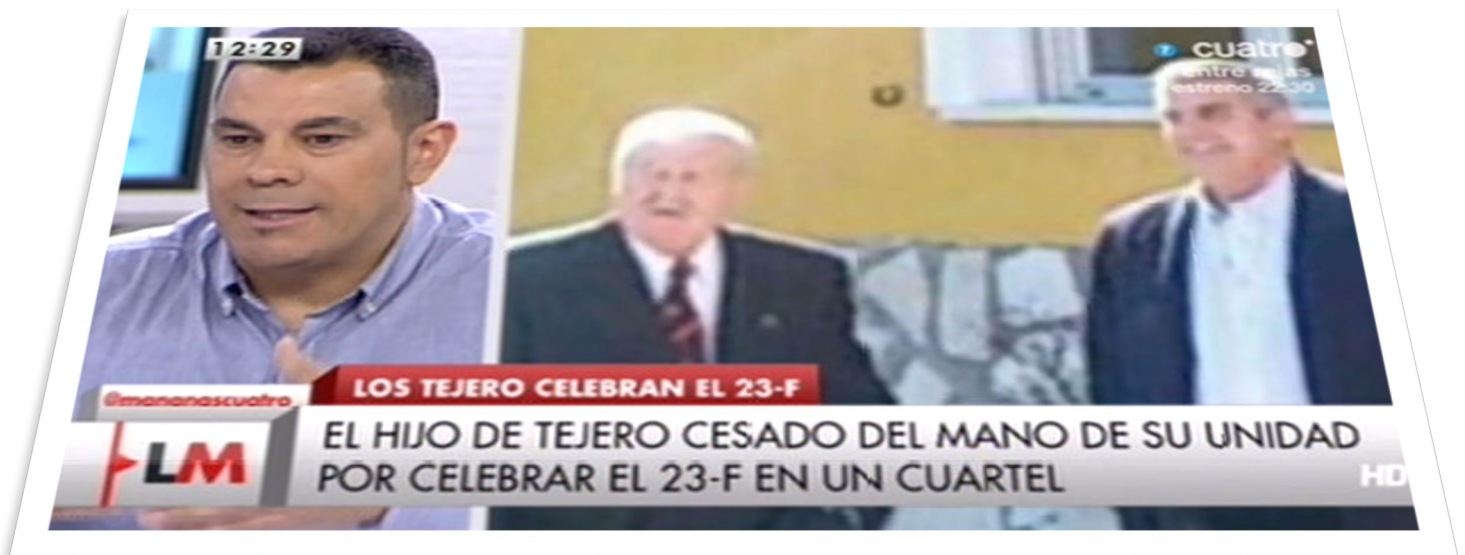 12:29
cuatro
entre rejas
estreno 22:30
LOS TEJERO CELEBRAN EL 23-F
@mananascuatro
LM
EL HIJO DE TEJERO CESADO DEL MANO DE SU UNIDAD
POR CELEBRAR EL 23-F EN UN CUARTEL
HD